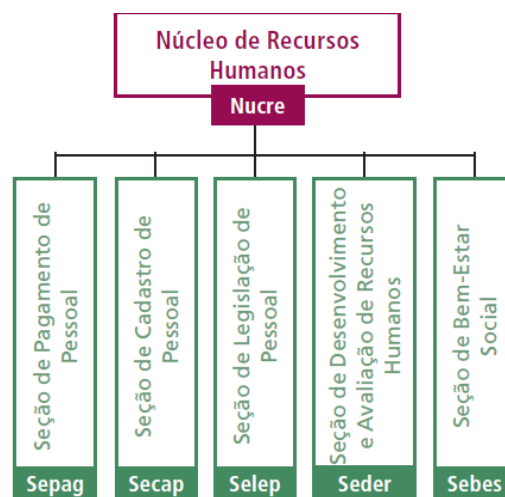 Núcleo de Recursos
Humanos
Nucre
Seção de Pagamento de
Pessoal
Sepag
Seção de Cadastro de
Pessoal
Secap
Seção de Legislação de
Pessoal
Selep
Seção de Desenvolvimento
e Avaliação de Recursos
Humanos
Seder
Seção de Bem-Estar
Social
Sebes